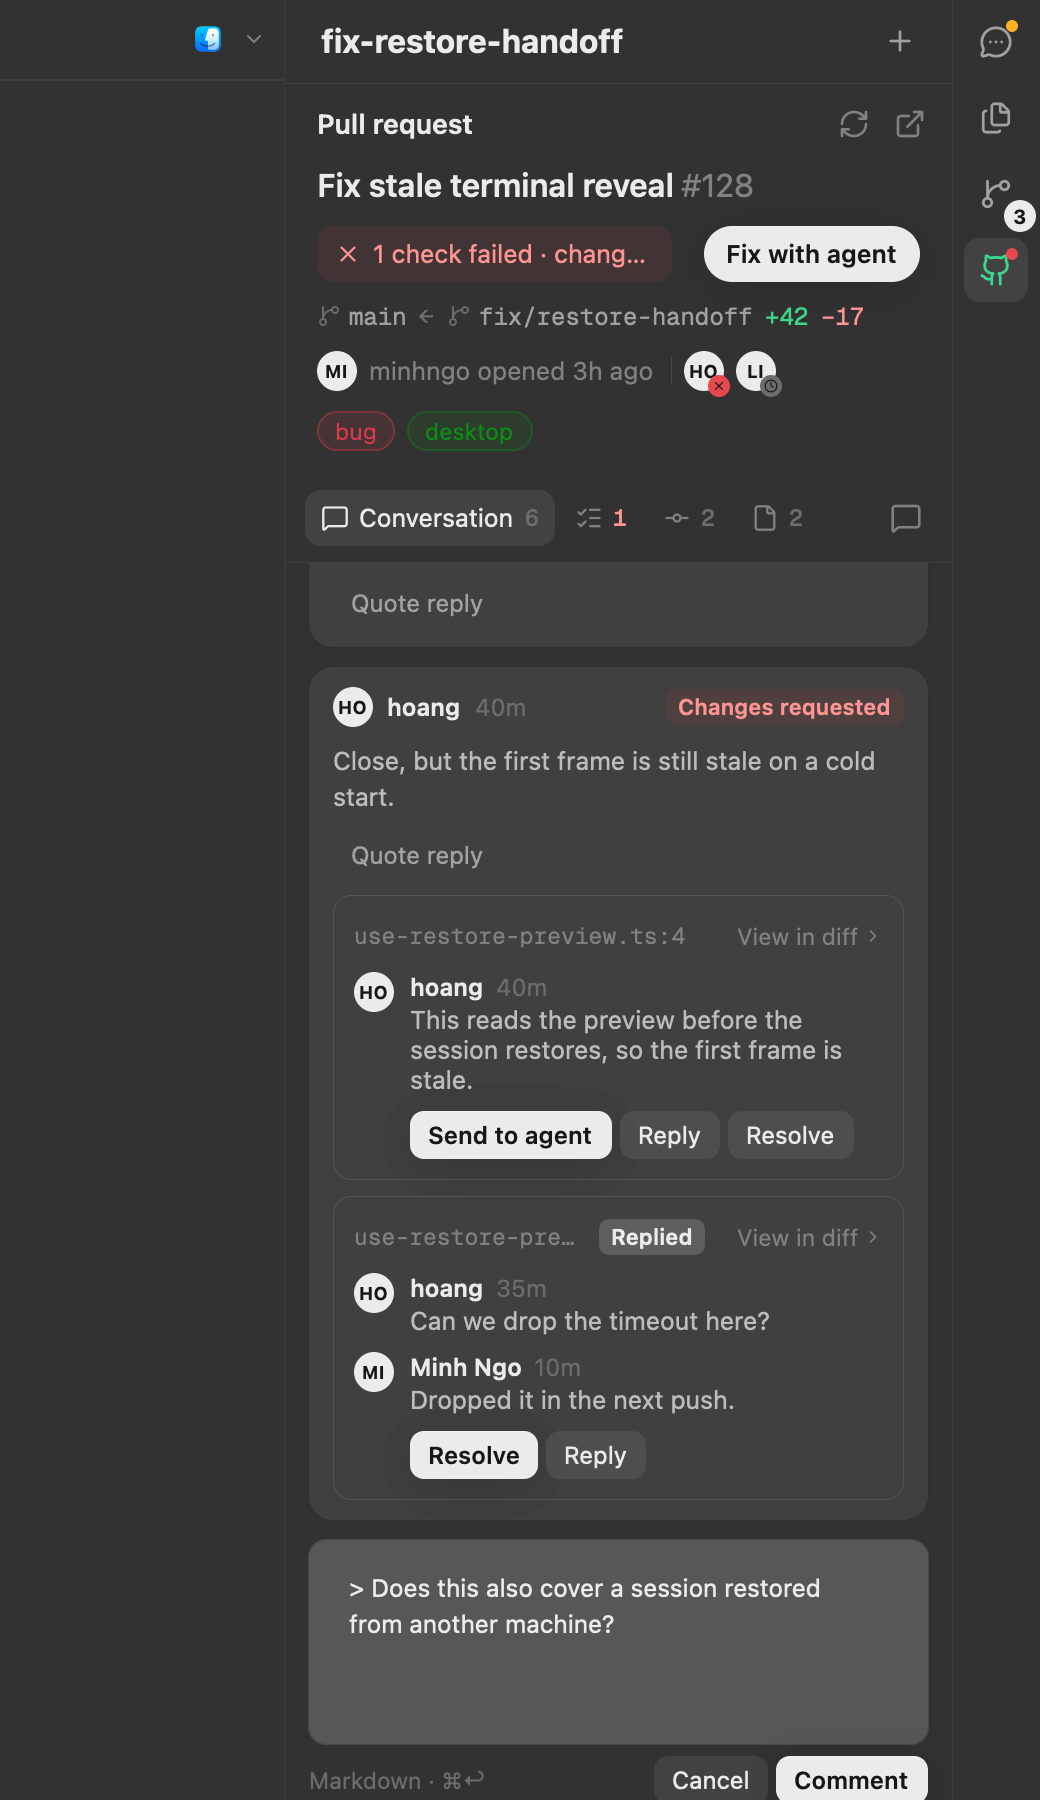 fix-restore-handoff
Pull request
Fix stale terminal reveal #128
1 check failed · chang...
Fix with agent
3
main ← fix/restore-handoff +42 −17
MI minhngo opened 3h ago HO LI
bug desktop
Conversation 6 1 2 2
Quote reply
HO hoang 40m Changes requested
Close, but the first frame is still stale on a cold
start.
Quote reply
use-restore-preview.ts:4 View in diff
HO hoang 40m
This reads the preview before the
session restores, so the first frame is
stale.
Send to agent Reply Resolve
use-restore-pre… Replied View in diff
HO hoang 35m
Can we drop the timeout here?
MI Minh Ngo 10m
Dropped it in the next push.
Resolve Reply
> Does this also cover a session restored
from another machine?
Markdown · ⌘↩ Cancel Comment